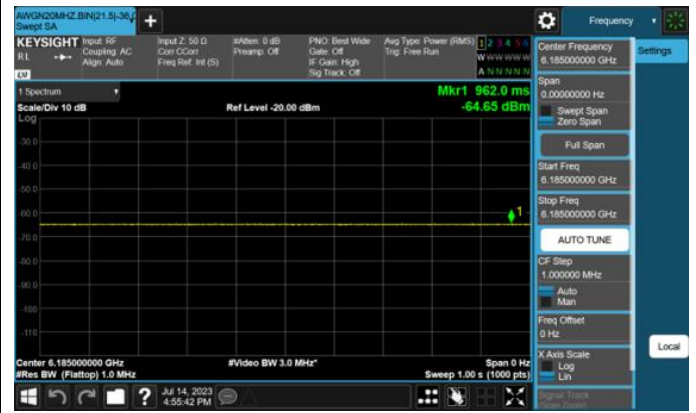 AWGN20MHZ.BIN(21.5)-36,0
Swept SA
+
Frequency
KEYSIGHT
RL
LM
Input: RF
Coupling: AC
Align: Auto
Input Z: 50 Ω
Corr CCorr
Freq Ref: Int (S)
#Atten: 0 dB
Preamp: Off
PNO: Best Wide
Gate: Off
IF Gain: High
Sig Track: Off
Avg Type: Power (RMS)
Trig: Free Run
1 2 3 4 5 6
W W W W W W
A N N N N N
1 Spectrum
Scale/Div 10 dB
Log
Ref Level -20.00 dBm
Mkr1 962.0 ms
-64.65 dBm
-30.0
-50.0
-60.0
-70.0
-80.0
-90.0
-100
-110
1
Center 6.185000000 GHz
#Res BW (Flattop) 1.0 MHz
#Video BW 3.0 MHz*
Span 0 Hz
Sweep 1.00 s (1000 pts)
Center Frequency
6.185000000 GHz
Span
0.00000000 Hz
Swept Span
Zero Span
Full Span
Start Freq
6.185000000 GHz
Stop Freq
6.185000000 GHz
AUTO TUNE
CF Step
1.000000 MHz
Auto
Man
Freq Offset
0 Hz
X Axis Scale
Log
Lin
Signal Track
(Span Zoom)
Settings
Local
?
Jul 14, 2023
4:55:42 PM